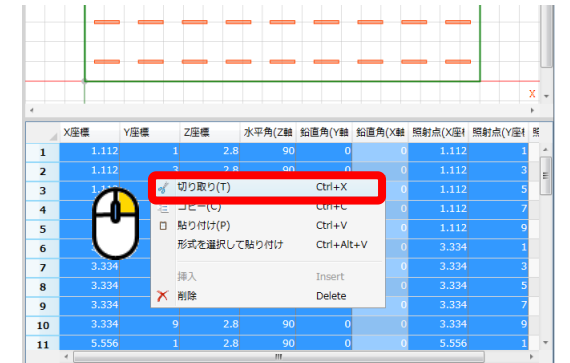 X
X座標 Y座標 Z座標 水平角(Z軸 鉛直角(Y軸 鉛直角(X軸 照射点(X座標 照射点(Y座標 照
1 1.112 1 2.8 90 0 0 1.112 1
2 1.112 3 2.8 90 0 0 1.112 3
3 1.112 切り取り(T) Ctrl+X 0 1.112 5
4 コピー(C) Ctrl+C 0 1.112 7
5 貼り付け(P) Ctrl+V 0 1.112 9
6 形式を選択して貼り付け Ctrl+Alt+V 0 3.334 1
7 3.334 0 3.334 3
8 3.334 挿入 Insert 0 3.334 5
9 3.334 削除 Delete 0 3.334 7
10 3.334 9 2.8 90 0 0 3.334 9
11 5.556 1 2.8 90 0 0 5.556 1